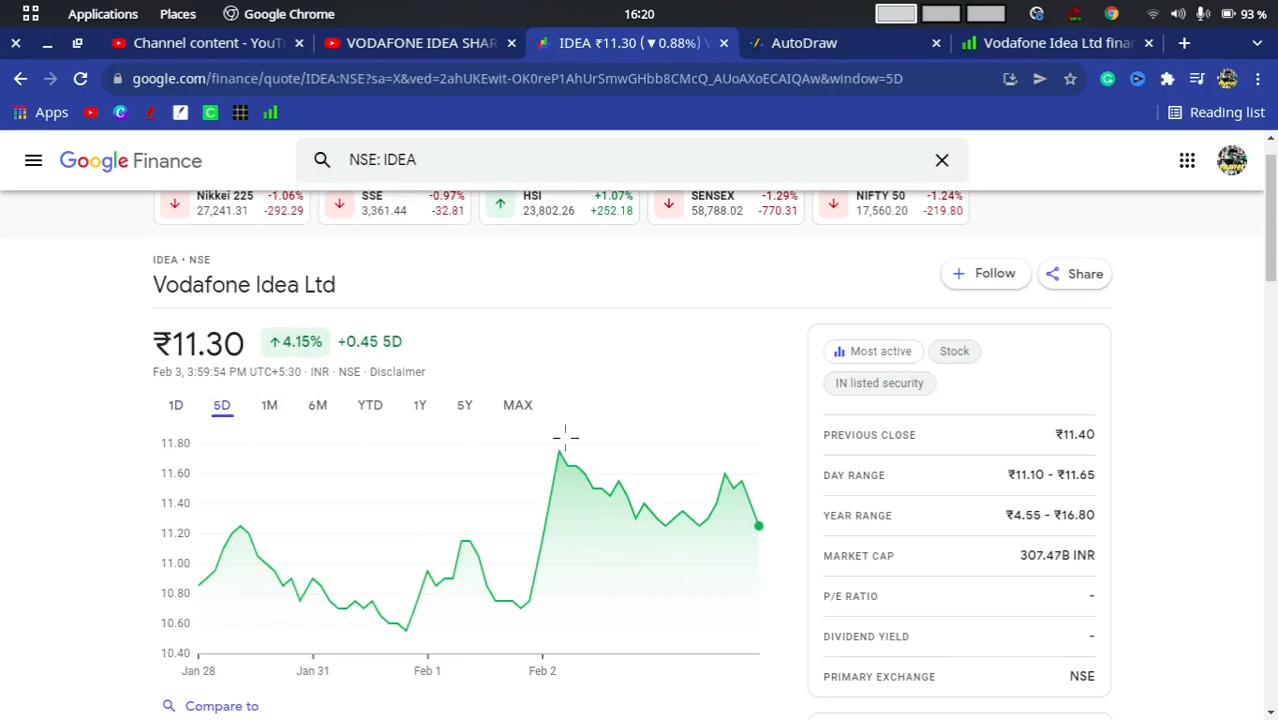 Applications Places Google Chrome 16:20 93 %
Channel content - YouT VODAFONE IDEA SHAR IDEA ₹11.30 (▼0.88%) V AutoDraw Vodafone Idea Ltd finar
google.com/finance/quote/IDEA:NSE?sa=X&ved=2ahUKEwit-OK0reP1AhUrSmwGHbb8CMcQ_AUoAXoECAIQAw&window=5D
Apps Reading list
Google Finance NSE: IDEA
Nikkei 225 -1.06% SSE -0.97% HSI +1.07% SENSEX -1.29% NIFTY 50 -1.24%
27,241.31 -292.29 3,361.44 -32.81 23,802.26 +252.18 58,788.02 -770.31 17,560.20 -219.80
IDEA • NSE
Vodafone Idea Ltd
+ Follow Share
₹11.30 ↑4.15% +0.45 5D
Feb 3, 3:59:54 PM UTC+5:30 · INR · NSE · Disclaimer
1D 5D 1M 6M YTD 1Y 5Y MAX
11.80
11.60
11.40
11.20
11.00
10.80
10.60
10.40
Jan 28 Jan 31 Feb 1 Feb 2
Compare to
Most active Stock
IN listed security
PREVIOUS CLOSE ₹11.40
DAY RANGE ₹11.10 - ₹11.65
YEAR RANGE ₹4.55 - ₹16.80
MARKET CAP 307.47B INR
P/E RATIO -
DIVIDEND YIELD -
PRIMARY EXCHANGE NSE